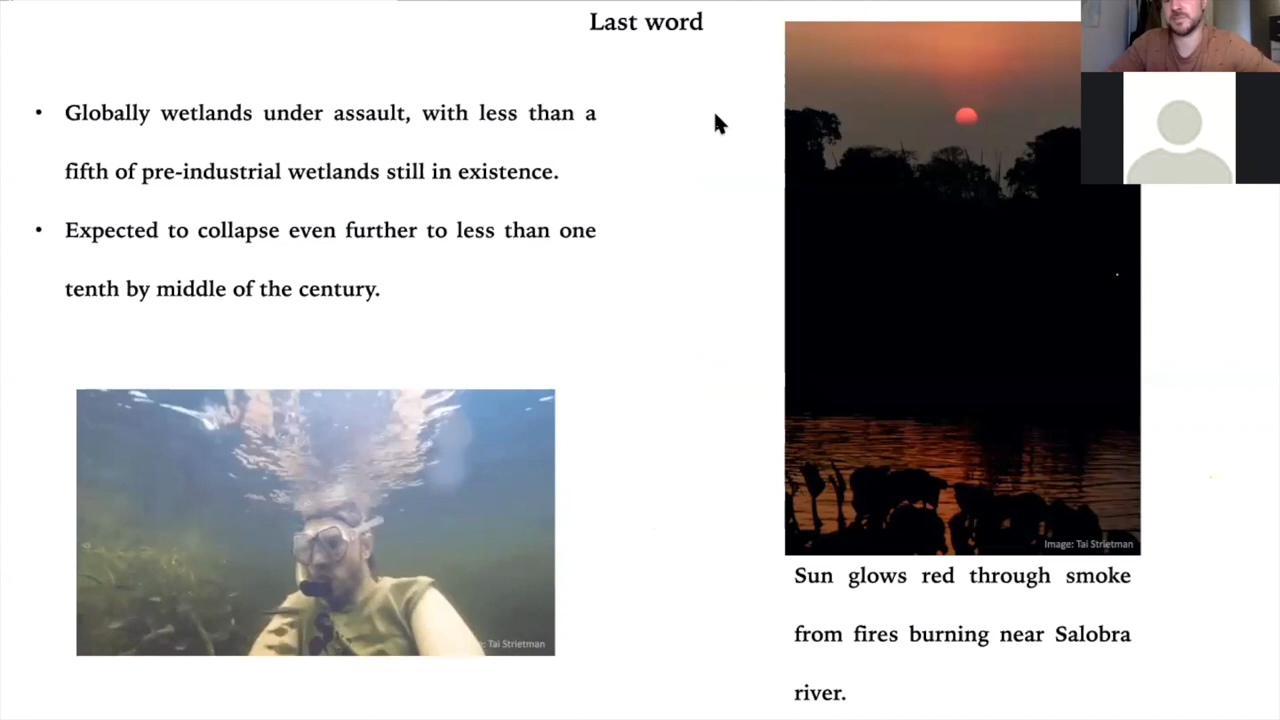 Last word
• Globally wetlands under assault, with less than a
fifth of pre-industrial wetlands still in existence.
• Expected to collapse even further to less than one
tenth by middle of the century.
: Tai Strietman
Image: Tai Strietman
Sun glows red through smoke
from fires burning near Salobra
river.